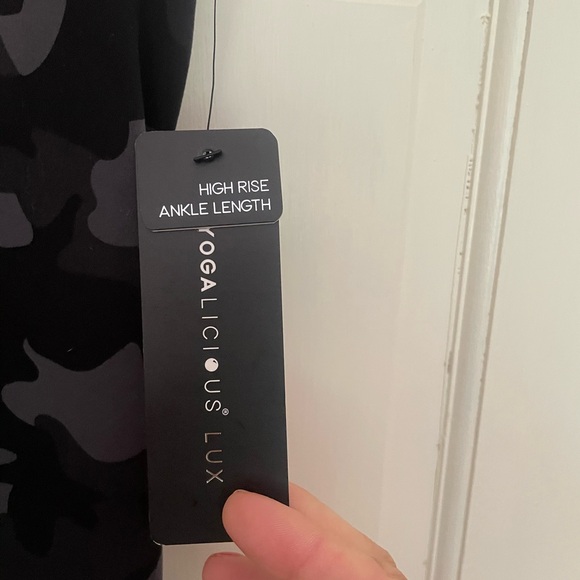 HIGH RISE
ANKLE LENGTH
YOGALICIOUS® LUX